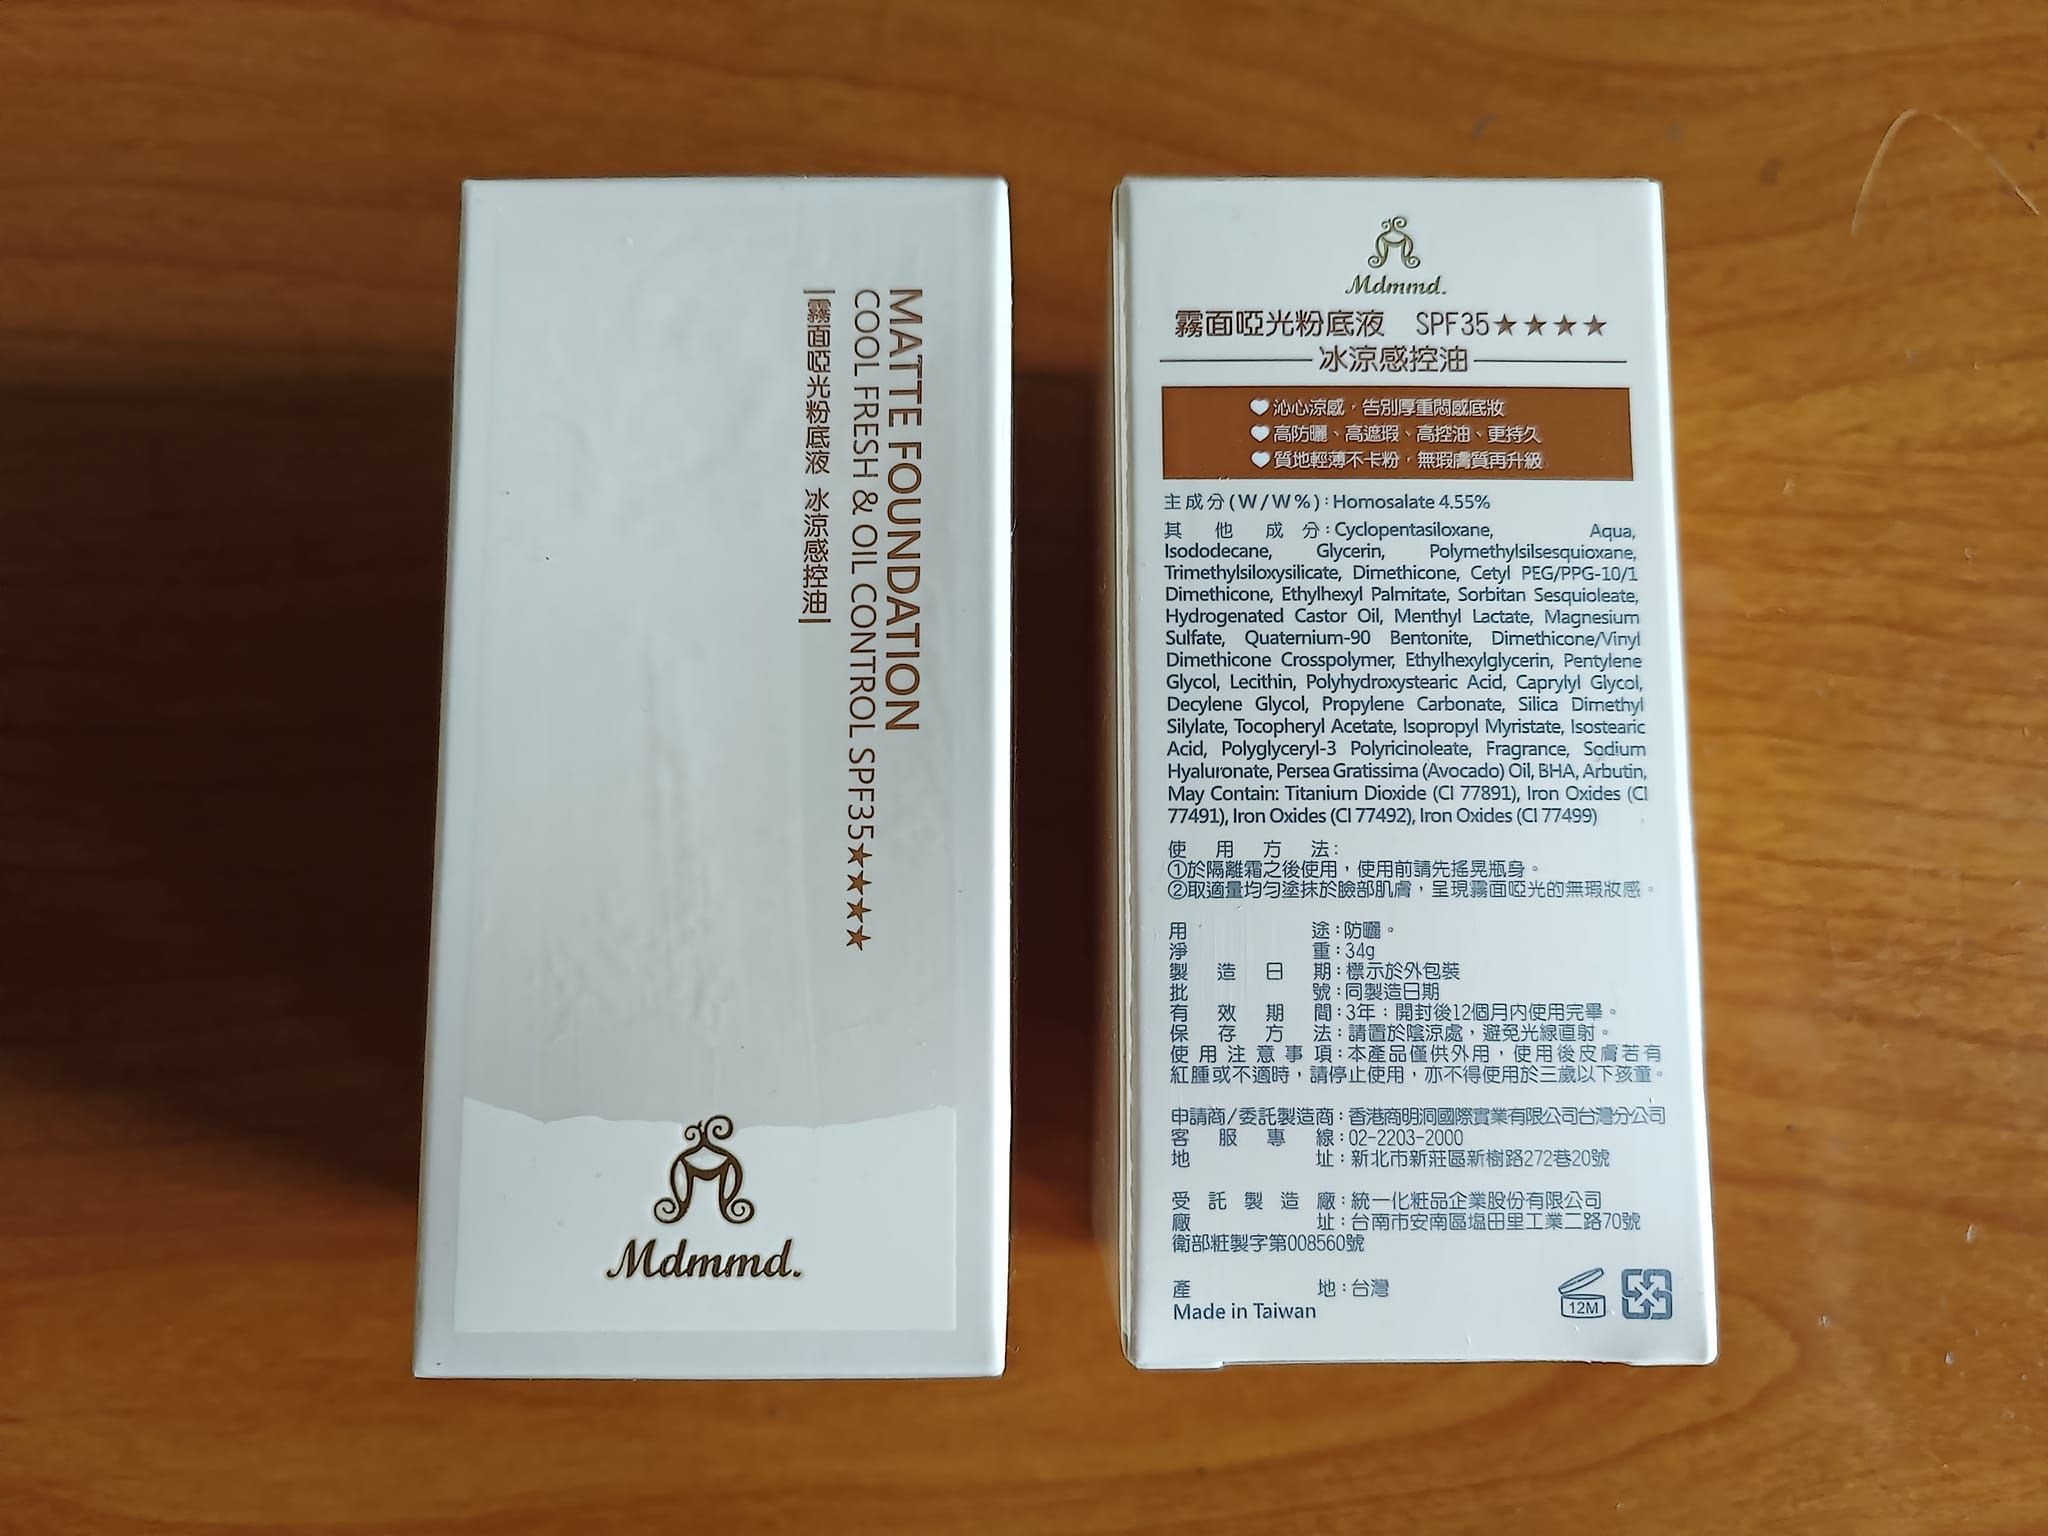 MATTE FOUNDATION
COOL FRESH & OIL CONTROL SPF35★★★★
|霧面啞光粉底液 冰涼感控油|
Mdmmd.
Mdmmd.
霧面啞光粉底液 SPF35★★★★
冰涼感控油
沁心涼感，告別厚重悶感底妝
高防曬、高遮瑕、高控油、更持久
質地輕薄不卡粉，無瑕膚質再升級
主成分(W/W%):Homosalate 4.55%
其他成分:Cyclopentasiloxane, Aqua,
Isododecane, Glycerin, Polymethylsilsesquioxane,
Trimethylsiloxysilicate, Dimethicone, Cetyl PEG/PPG-10/1
Dimethicone, Ethylhexyl Palmitate, Sorbitan Sesquioleate,
Hydrogenated Castor Oil, Menthyl Lactate, Magnesium
Sulfate, Quaternium-90 Bentonite, Dimethicone/Vinyl
Dimethicone Crosspolymer, Ethylhexylglycerin, Pentylene
Glycol, Lecithin, Polyhydroxystearic Acid, Caprylyl Glycol,
Decylene Glycol, Propylene Carbonate, Silica Dimethyl
Silylate, Tocopheryl Acetate, Isopropyl Myristate, Isostearic
Acid, Polyglyceryl-3 Polyricinoleate, Fragrance, Sodium
Hyaluronate, Persea Gratissima (Avocado) Oil, BHA, Arbutin,
May Contain: Titanium Dioxide (CI 77891), Iron Oxides (CI
77491), Iron Oxides (CI 77492), Iron Oxides (CI 77499)
使用方法:
①於隔離霜之後使用，使用前請先搖晃瓶身。
②取適量均勻塗抹於臉部肌膚，呈現霧面啞光的無瑕妝感。
用途:防曬。
淨重:34g
製造日期:標示於外包裝
批號:同製造日期
有效期間:3年；開封後12個月內使用完畢。
保存方法:請置於陰涼處，避免光線直射。
使用注意事項:本產品僅供外用，使用後皮膚若有
紅腫或不適時，請停止使用，亦不得使用於三歲以下孩童。
申請商/委託製造商:香港商明洞國際實業有限公司台灣分公司
客服專線:02-2203-2000
地址:新北市新莊區新樹路272巷20號
受託製造廠:統一化粧品企業股份有限公司
廠址:台南市安南區塩田里工業二路70號
衛部粧製字第008560號
產地:台灣
Made in Taiwan
12M